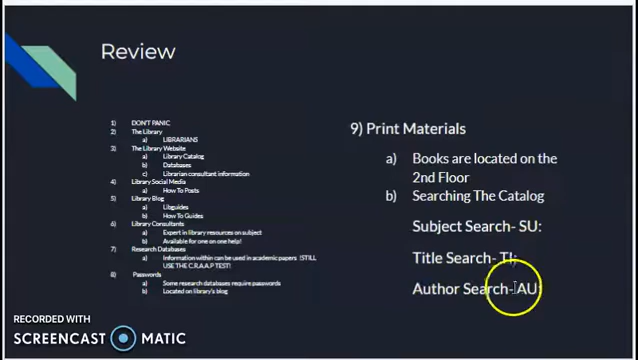 Review
1) DON'T PANIC
2) The Library
a) LIBRARIANS
3) The Library Website
a) Library Catalog
b) Databases
c) Librarian consultant information
4) Library Social Media
a) How To Posts
5) Library Blog
a) Libguides
b) How To Guides
6) Library Consultants
a) Expert in library resources on subject
b) Available for one on one help!
7) Research Databases
a) Information within can be used in academic papers (STILL
USE THE C.R.A.A.P TEST!
8) Passwords
a) Some research databases require passwords
b) Located on library's blog
9) Print Materials
a) Books are located on the
2nd Floor
b) Searching The Catalog
Subject Search- SU:
Title Search- TI:
Author Search- AU:
RECORDED WITH
SCREENCAST MATIC